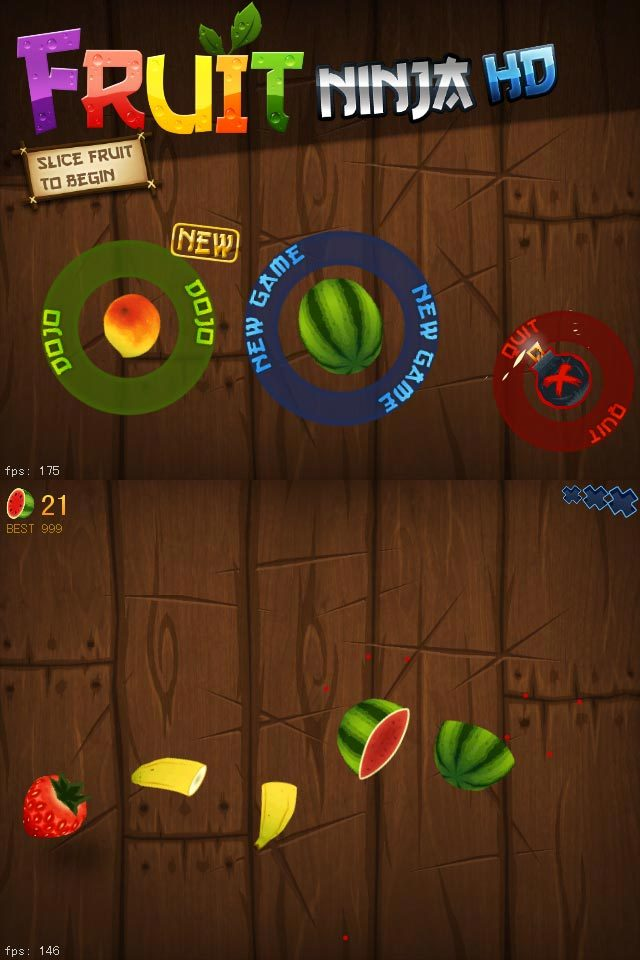 FRUIT NINJA HD
SLICE FRUIT
TO BEGIN
NEW
DOJO
DOJO
NEW GAME
NEW GAME
QUIT
QUIT
fps: 175
21
BEST 999
fps: 146